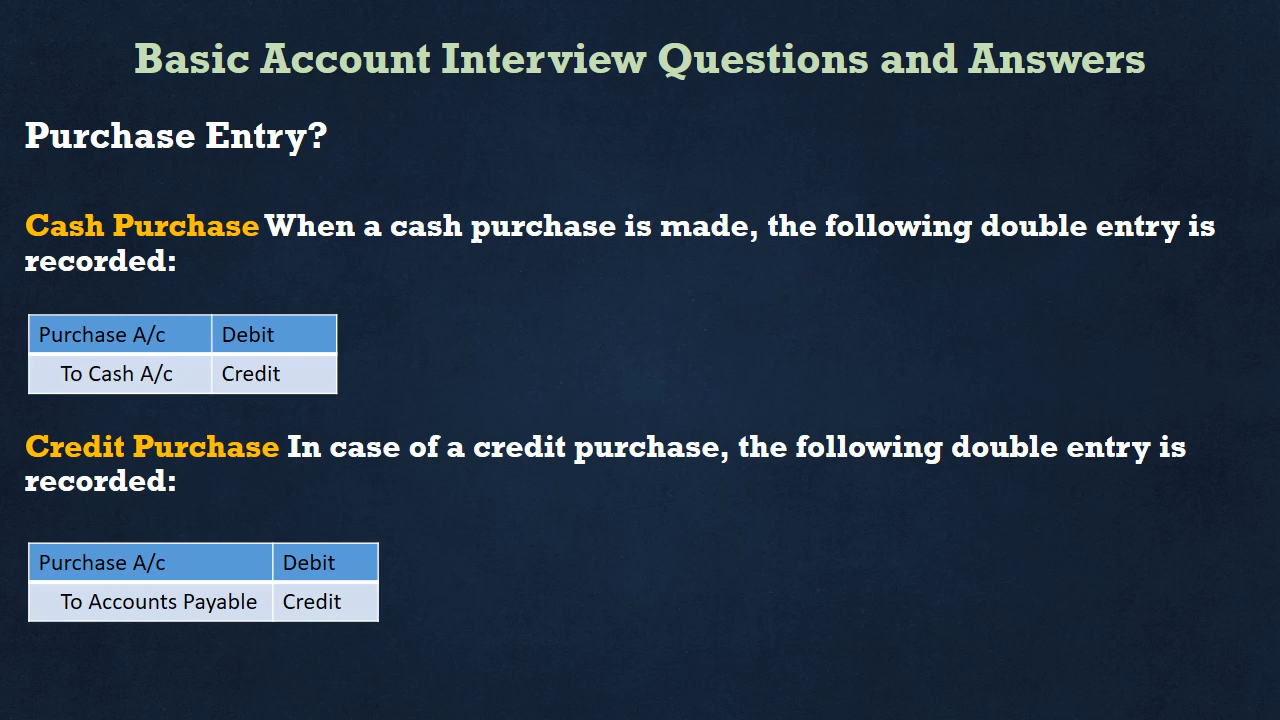 Basic Account Interview Questions and Answers
Purchase Entry?
Cash Purchase When a cash purchase is made, the following double entry is
recorded:
Purchase A/c Debit
To Cash A/c Credit
Credit Purchase In case of a credit purchase, the following double entry is
recorded:
Purchase A/c Debit
To Accounts Payable Credit